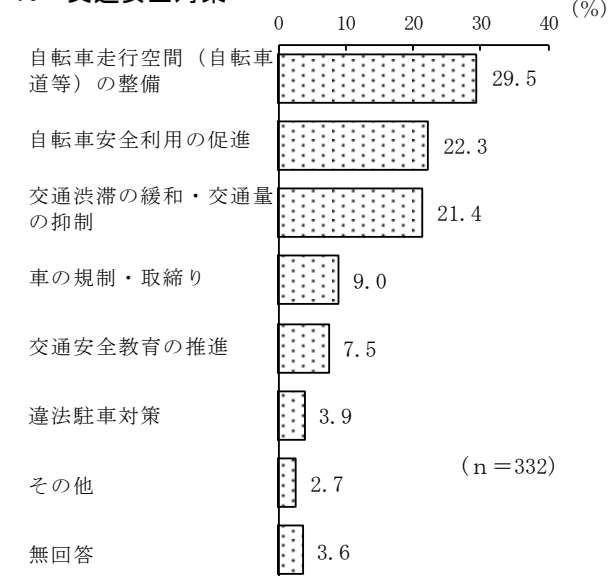 (%)
0 10 20 30 40
自転車走行空間（自転車
道等）の整備
29.5
自転車安全利用の促進
22.3
交通渋滞の緩和・交通量
の抑制
21.4
車の規制・取締り
9.0
交通安全教育の推進
7.5
違法駐車対策
3.9
（ｎ＝332）
その他
2.7
無回答
3.6